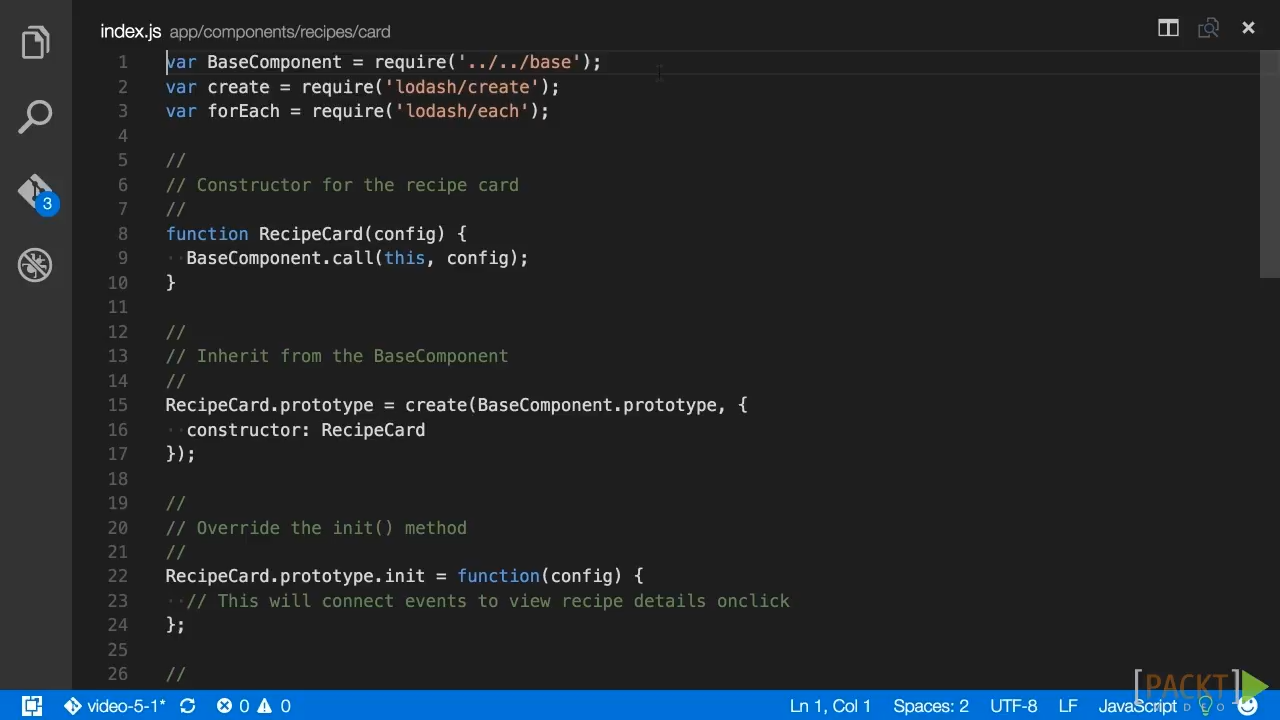 index.js app/components/recipes/card
1 var BaseComponent = require('../../base');
2 var create = require('lodash/create');
3 var forEach = require('lodash/each');
4
5 //
6 // Constructor for the recipe card
7 //
8 function RecipeCard(config) {
9 ··BaseComponent.call(this, config);
10 }
11
12 //
13 // Inherit from the BaseComponent
14 //
15 RecipeCard.prototype = create(BaseComponent.prototype, {
16 ··constructor: RecipeCard
17 });
18
19 //
20 // Override the init() method
21 //
22 RecipeCard.prototype.init = function(config) {
23 ··// This will connect events to view recipe details onclick
24 };
25
26 //
3
video-5-1* 0 0 Ln 1, Col 1 Spaces: 2 UTF-8 LF JavaScript
[PACKT]